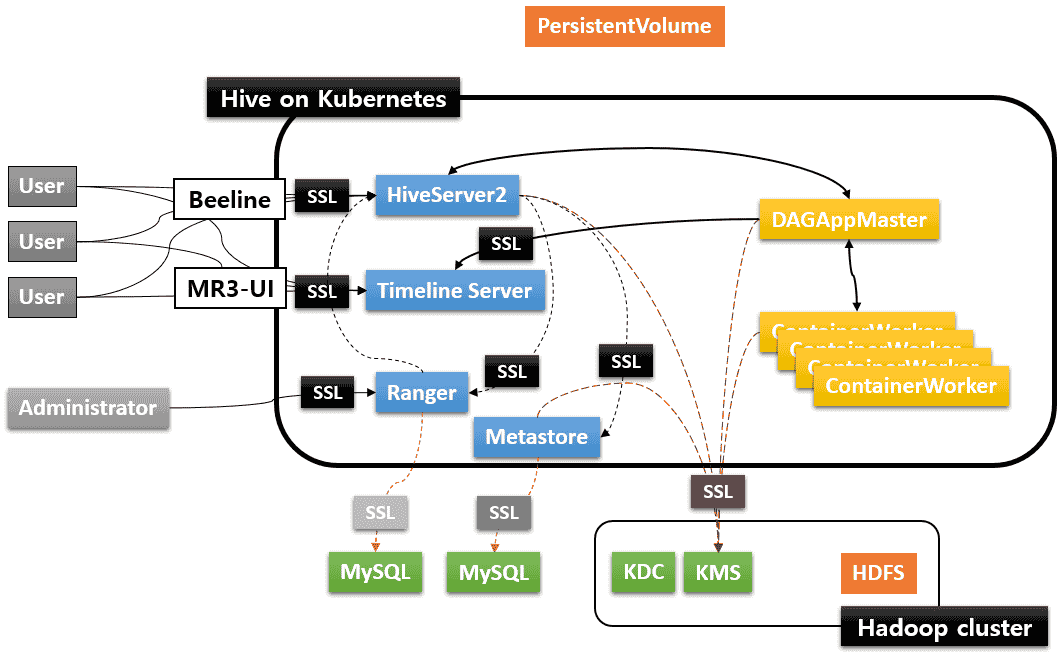 PersistentVolume
Hive on Kubernetes
User
Beeline
SSL
HiveServer2
DAGAppMaster
User
SSL
User
MR3-UI
SSL
Timeline Server
ContainerWorker
ContainerWorker
ContainerWorker
ContainerWorker
SSL
SSL
Administrator
SSL
Ranger
Metastore
SSL
SSL
SSL
MySQL
MySQL
KDC
KMS
HDFS
Hadoop cluster